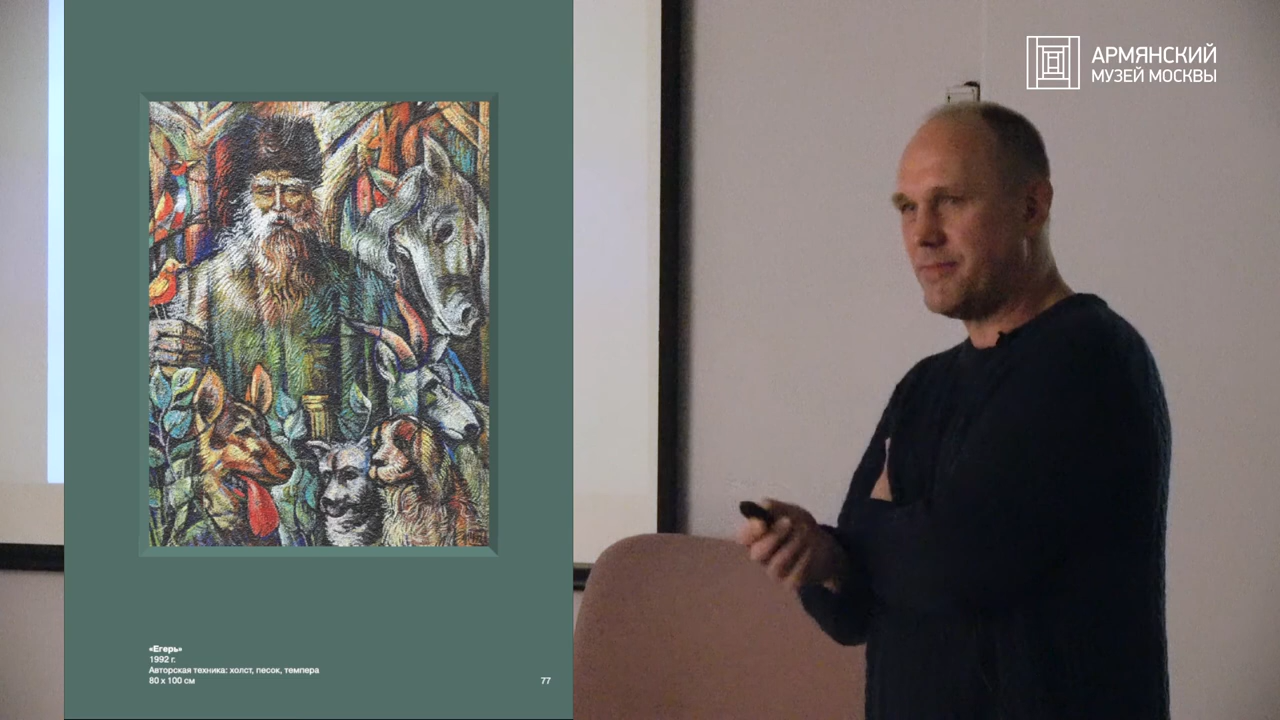 АРМЯНСКИЙ
МУЗЕЙ МОСКВЫ
«Егерь»
1992 г.
Авторская техника: холст, песок, темпера
80 х 100 см
77